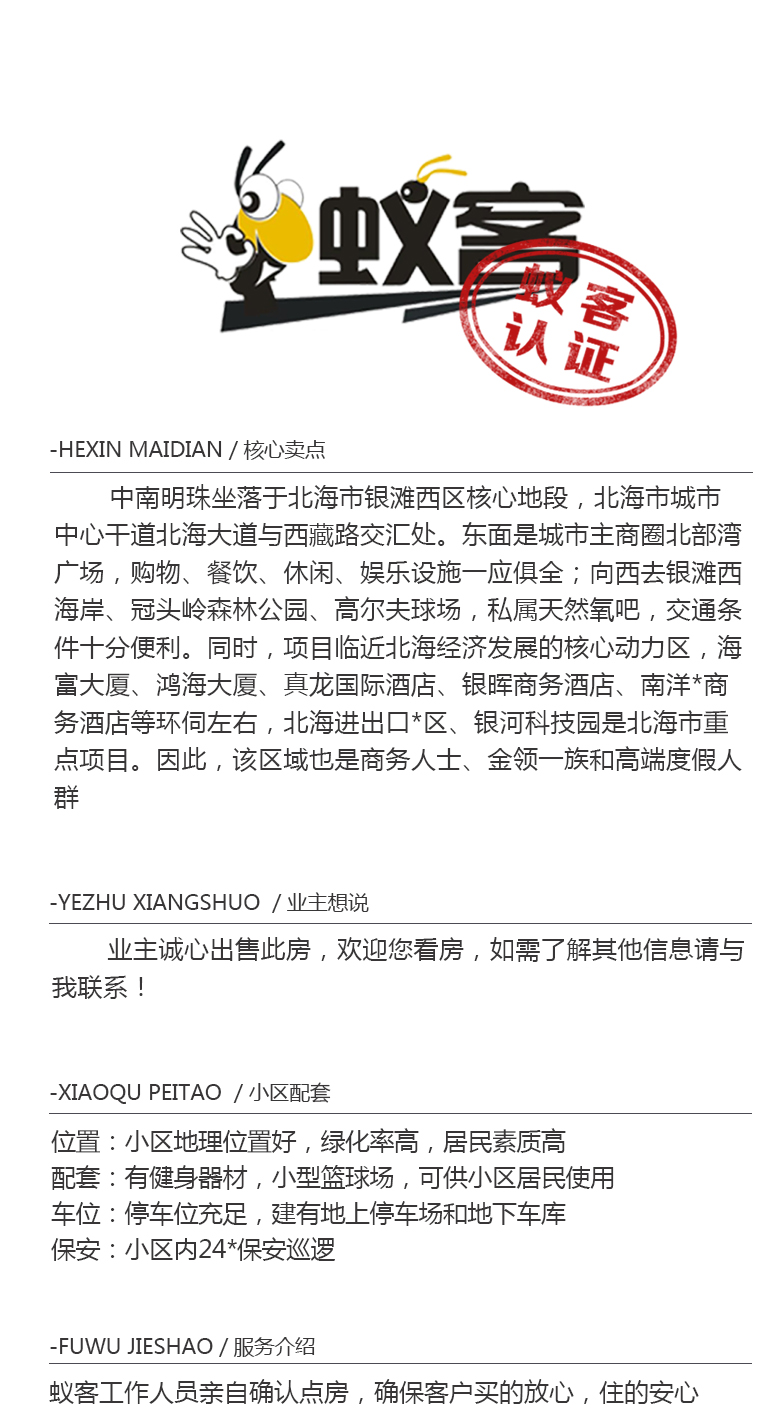 蚁客
蚁客
认证
-HEXIN MAIDIAN / 核心卖点
中南明珠坐落于北海市银滩西区核心地段，北海市城市
中心干道北海大道与西藏路交汇处。东面是城市主商圈北部湾
广场，购物、餐饮、休闲、娱乐设施一应俱全；向西去银滩西
海岸、冠头岭森林公园、高尔夫球场，私属天然氧吧，交通条
件十分便利。同时，项目临近北海经济发展的核心动力区，海
富大厦、鸿海大厦、真龙国际酒店、银晖商务酒店、南洋*商
务酒店等环伺左右，北海进出口*区、银河科技园是北海市重
点项目。因此，该区域也是商务人士、金领一族和高端度假人
群
-YEZHU XIANGSHUO / 业主想说
业主诚心出售此房，欢迎您看房，如需了解其他信息请与
我联系！
-XIAOQU PEITAO / 小区配套
位置：小区地理位置好，绿化率高，居民素质高
配套：有健身器材，小型篮球场，可供小区居民使用
车位：停车位充足，建有地上停车场和地下车库
保安：小区内24*保安巡逻
-FUWU JIESHAO / 服务介绍
蚁客工作人员亲自确认点房，确保客户买的放心，住的安心